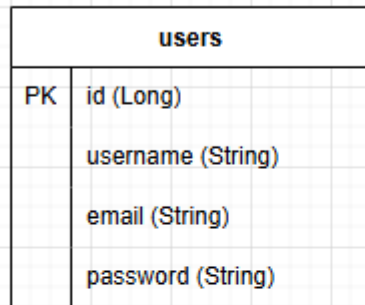 users
PK id (Long)
username (String)
email (String)
password (String)